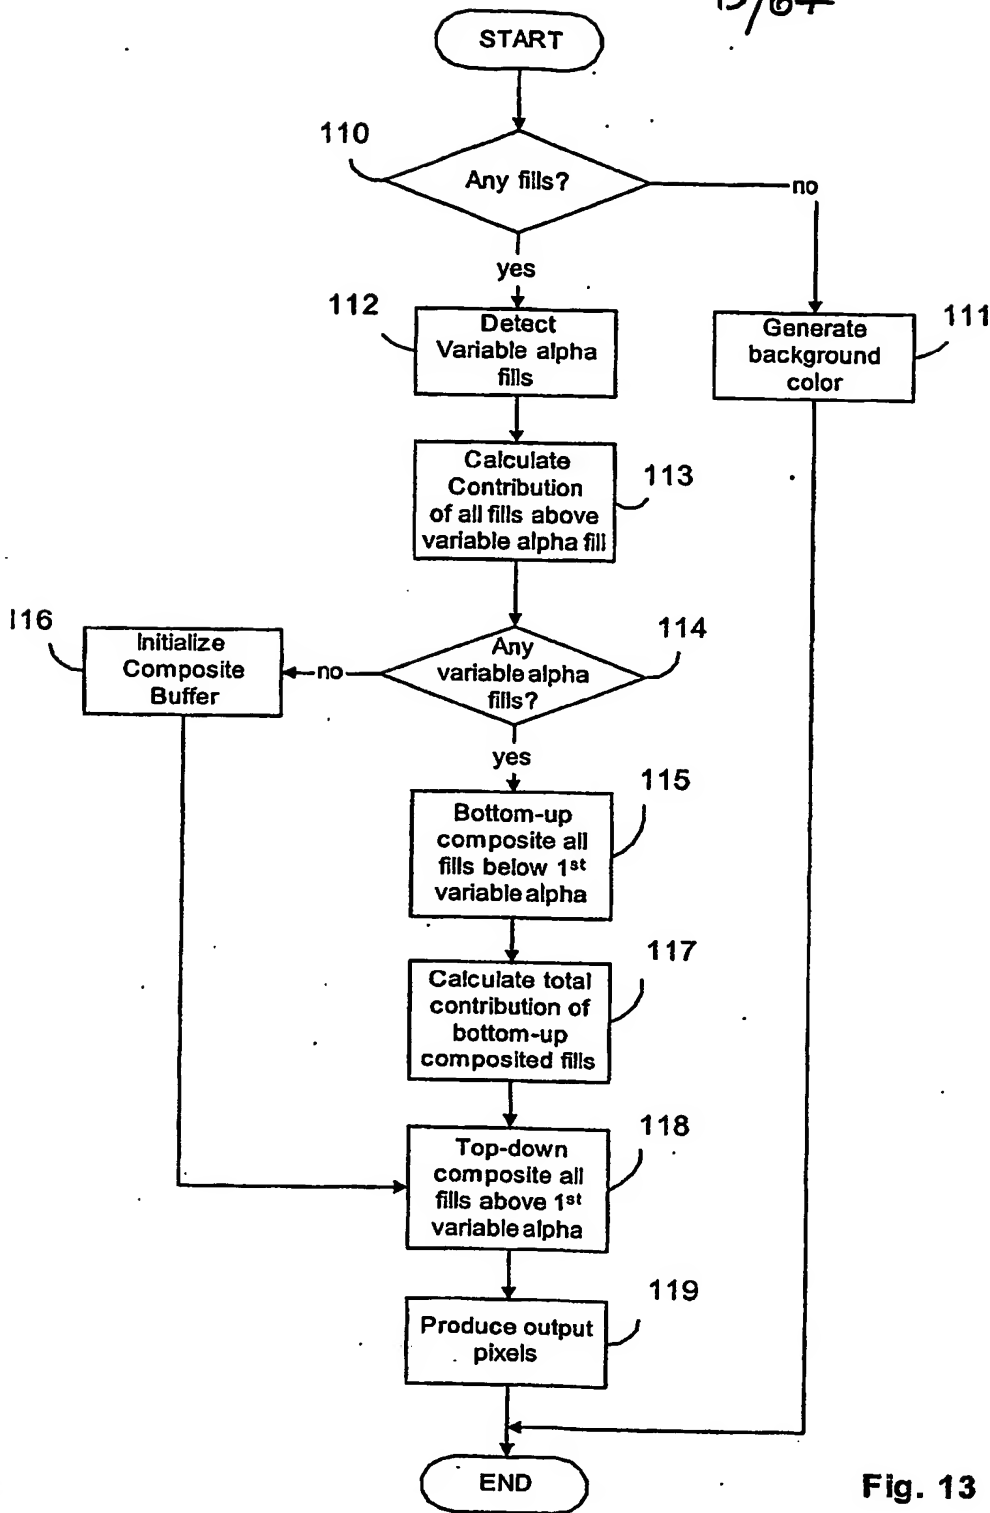 START
110
Any fills?
no
yes
112
Detect
Variable alpha
fills
Generate
background
color
111
Calculate
Contribution
of all fills above
variable alpha fill
113
116
Initialize
Composite
Buffer
no
Any
variable alpha
fills?
114
yes
115
Bottom-up
composite all
fills below 1st
variable alpha
117
Calculate total
contribution of
bottom-up
composited fills
118
Top-down
composite all
fills above 1st
variable alpha
119
Produce output
pixels
END
Fig. 13